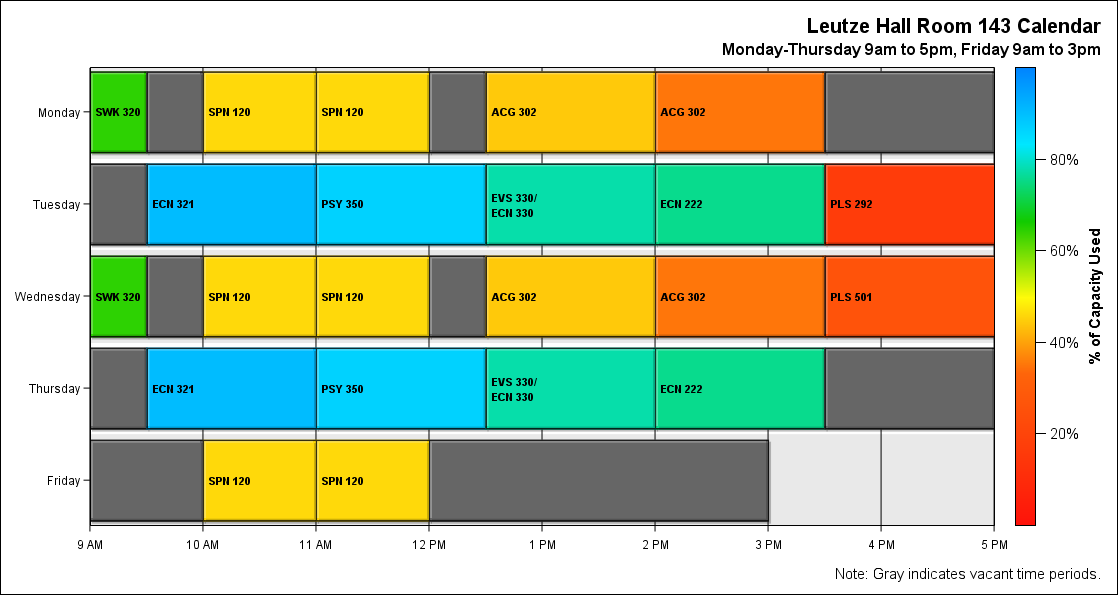 Leutze Hall Room 143 Calendar
Monday-Thursday 9am to 5pm, Friday 9am to 3pm
Monday
SWK 320
SPN 120
SPN 120
ACG 302
ACG 302
Tuesday
ECN 321
PSY 350
EVS 330/
ECN 330
ECN 222
PLS 292
Wednesday
SWK 320
SPN 120
SPN 120
ACG 302
ACG 302
PLS 501
Thursday
ECN 321
PSY 350
EVS 330/
ECN 330
ECN 222
Friday
SPN 120
SPN 120
9 AM
10 AM
11 AM
12 PM
1 PM
2 PM
3 PM
4 PM
5 PM
80%
60%
40%
20%
% of Capacity Used
Note: Gray indicates vacant time periods.